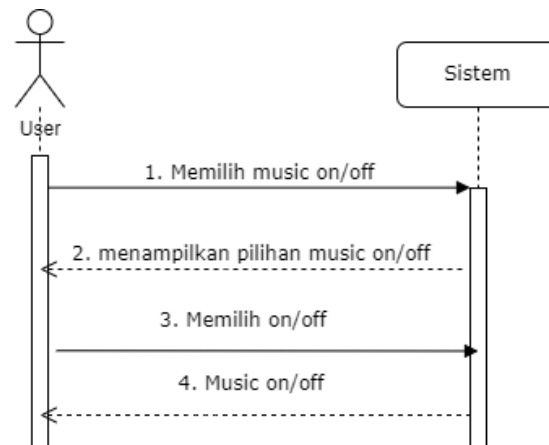 User
Sistem
1. Memilih music on/off
2. menampilkan pilihan music on/off
3. Memilih on/off
4. Music on/off